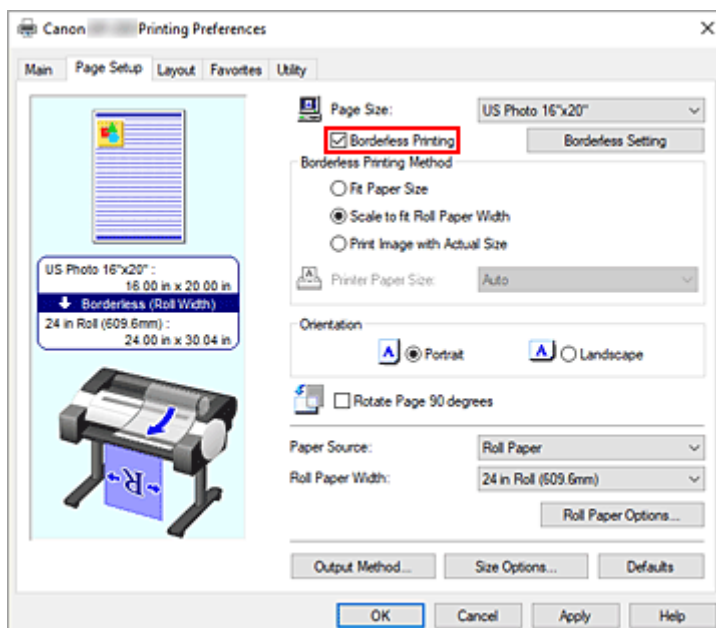 Canon Printing Preferences
Main Page Setup Layout Favorites Utility
Page Size: US Photo 16"x20"
Borderless Printing Borderless Setting
Borderless Printing Method
Fit Paper Size
Scale to fit Roll Paper Width
Print Image with Actual Size
Printer Paper Size: Auto
US Photo 16"x20" :
16.00 in x 20.00 in
Borderless (Roll Width)
24 in Roll (609.6mm) :
24.00 in x 30.04 in
Orientation
A Portrait A Landscape
Rotate Page 90 degrees
R
Paper Source: Roll Paper
Roll Paper Width: 24 in Roll (609.6mm)
Roll Paper Options...
Output Method... Size Options... Defaults
OK Cancel Apply Help